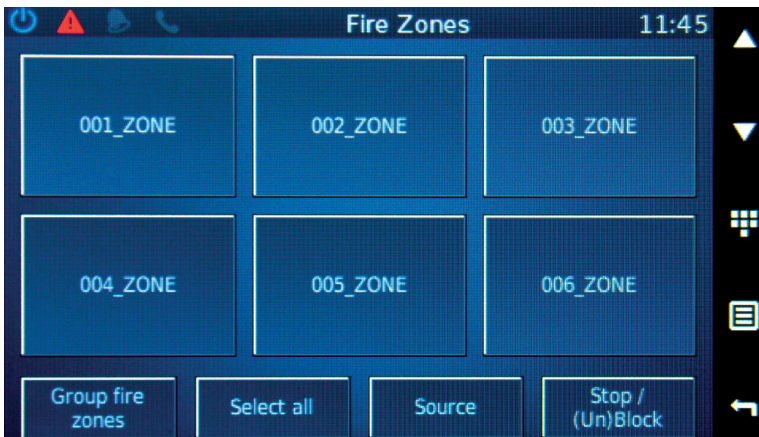 Fire Zones 11:45
001_ZONE 002_ZONE 003_ZONE
004_ZONE 005_ZONE 006_ZONE
Group fire
zones
Select all
Source
Stop /
(Un)Block